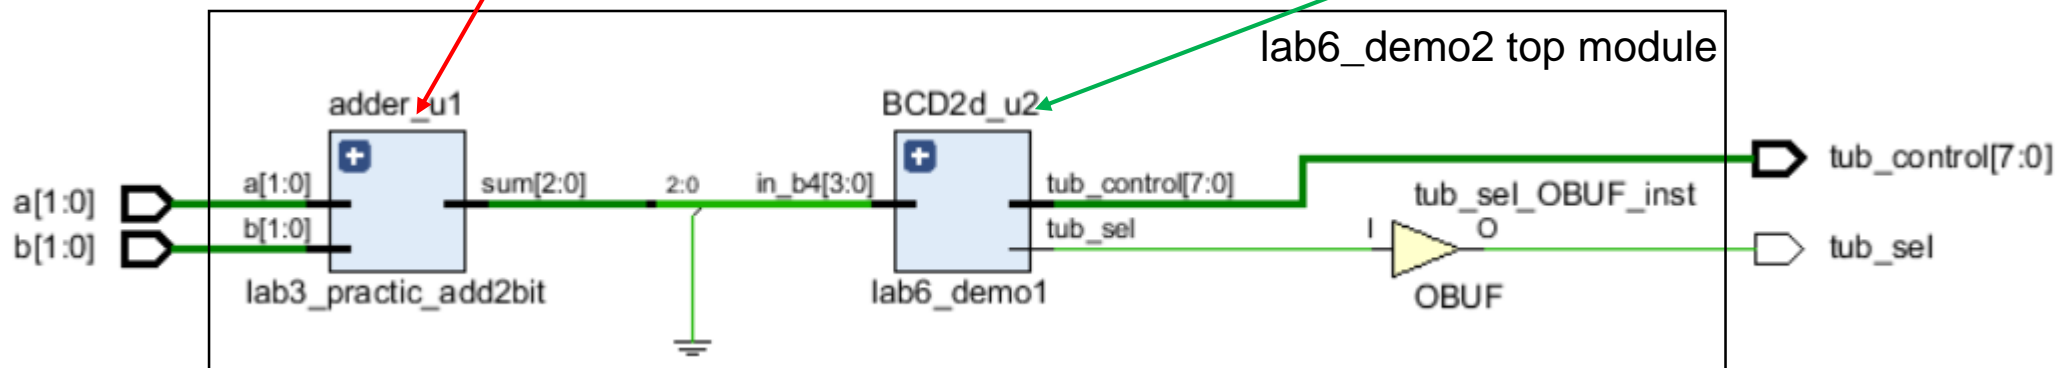 lab6_demo2 top module
adder_u1
BCD2d_u2
a[1:0]
b[1:0]
a[1:0]
b[1:0]
sum[2:0]
2:0
in_b4[3:0]
tub_control[7:0]
tub_sel
lab3_practic_add2bit
lab6_demo1
tub_sel_OBUF_inst
I
O
OBUF
tub_control[7:0]
tub_sel